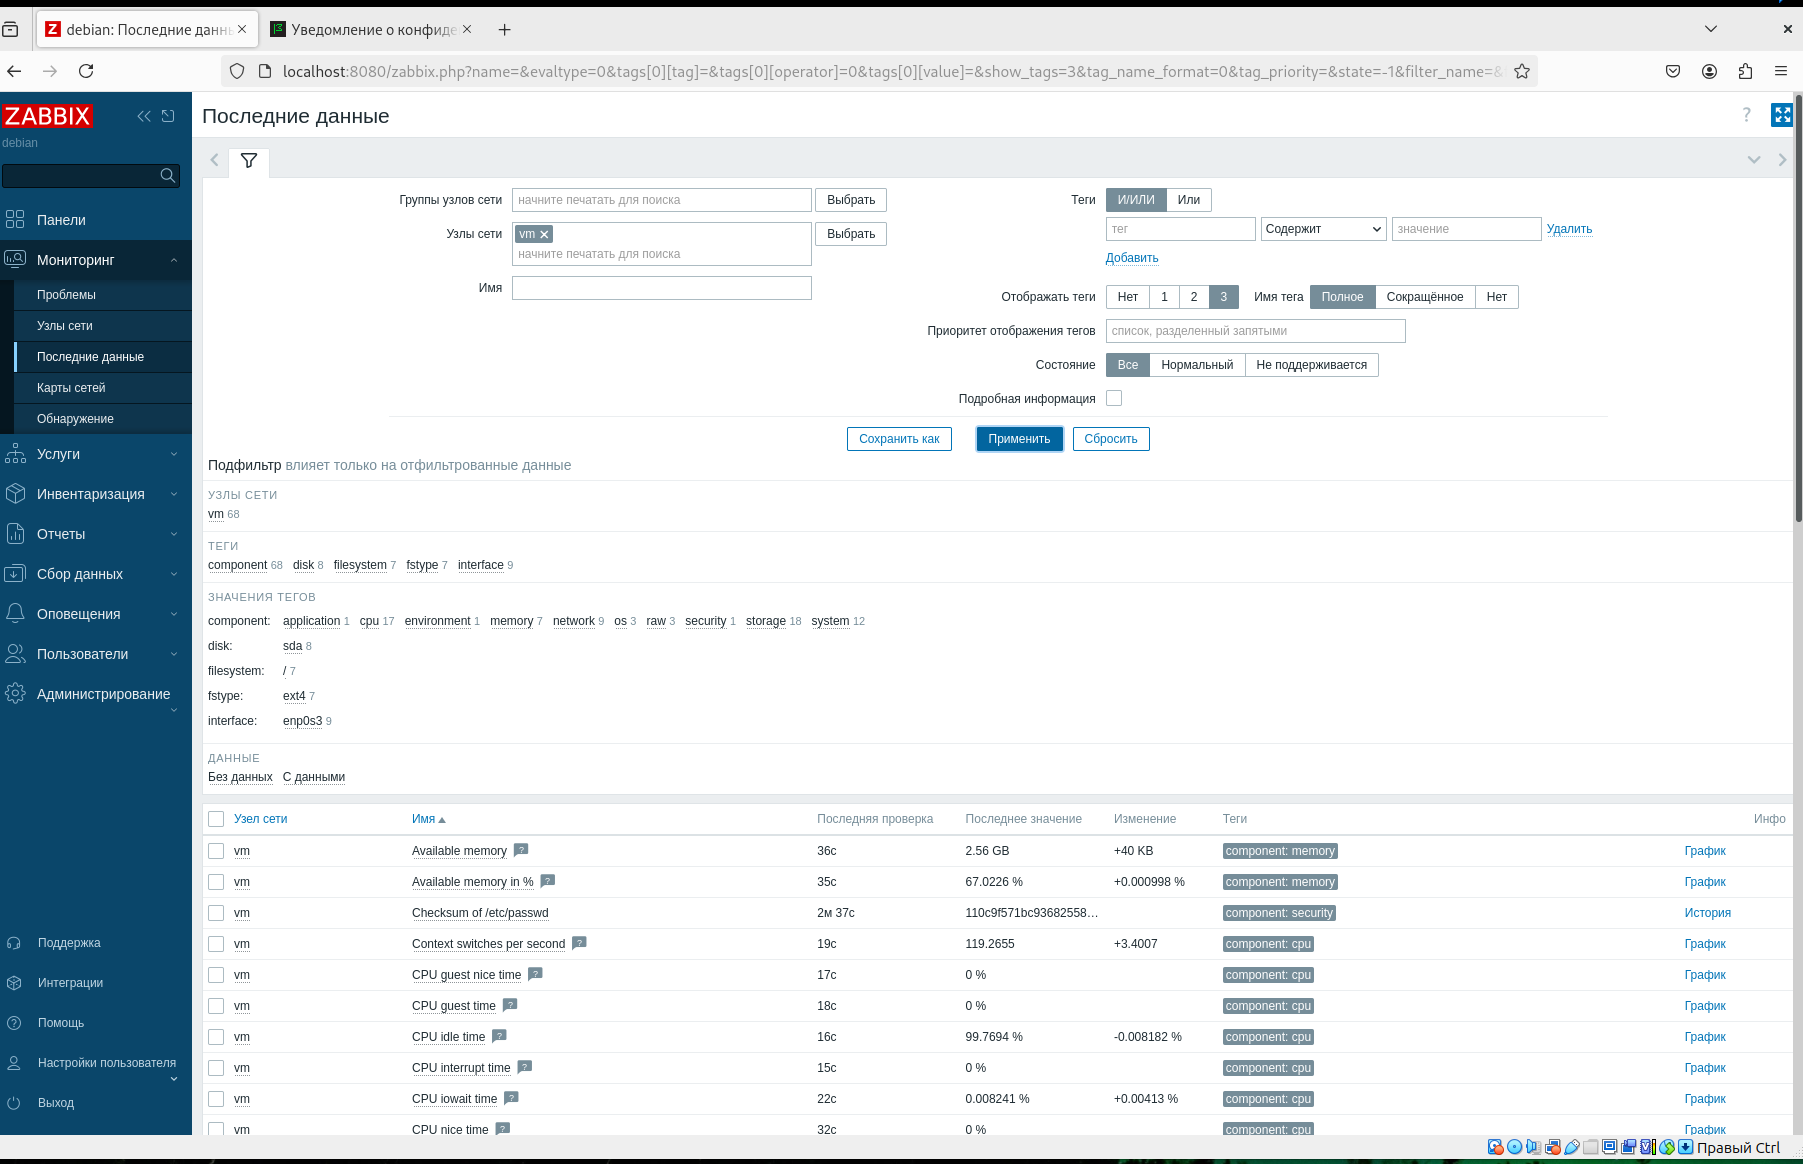 debian: Последние данн
Уведомление о конфиде
localhost:8080/zabbix.php?name=&evaltype=0&tags[0][tag]=&tags[0][operator]=0&tags[0][value]=&show_tags=3&tag_name_format=0&tag_priority=&state=-1&filter_name=&
ZABBIX
debian
Панели
Мониторинг
Проблемы
Узлы сети
Последние данные
Карты сетей
Обнаружение
Услуги
Инвентаризация
Отчеты
Сбор данных
Оповещения
Пользователи
Администрирование
Поддержка
Интеграции
Помощь
Настройки пользователя
Выход
Последние данные
?
Группы узлов сети начните печатать для поиска Выбрать
Узлы сети vm Выбрать
начните печатать для поиска
Имя
Теги И/ИЛИ Или
тег Содержит значение Удалить
Добавить
Отображать теги Нет 1 2 3 Имя тега Полное Сокращённое Нет
Приоритет отображения тегов список, разделенный запятыми
Состояние Все Нормальный Не поддерживается
Подробная информация
Сохранить как Применить Сбросить
Подфильтр влияет только на отфильтрованные данные
УЗЛЫ СЕТИ
vm 68
ТЕГИ
component 68 disk 8 filesystem 7 fstype 7 interface 9
ЗНАЧЕНИЯ ТЕГОВ
component: application 1 cpu 17 environment 1 memory 7 network 9 os 3 raw 3 security 1 storage 18 system 12
disk: sda 8
filesystem: / 7
fstype: ext4 7
interface: enp0s3 9
ДАННЫЕ
Без данных С данными
Узел сети Имя Последняя проверка Последнее значение Изменение Теги Инфо
vm Available memory ? 36с 2.56 GB +40 KB component: memory График
vm Available memory in % ? 35с 67.0226 % +0.000998 % component: memory График
vm Checksum of /etc/passwd 2м 37с 110c9f571bc93682558… component: security История
vm Context switches per second ? 19с 119.2655 +3.4007 component: cpu График
vm CPU guest nice time ? 17с 0 % component: cpu График
vm CPU guest time ? 18с 0 % component: cpu График
vm CPU idle time ? 16с 99.7694 % -0.008182 % component: cpu График
vm CPU interrupt time ? 15с 0 % component: cpu График
vm CPU iowait time ? 22с 0.008241 % +0.00413 % component: cpu График
vm CPU nice time ? 32с 0 % component: cpu График
Правый Ctrl